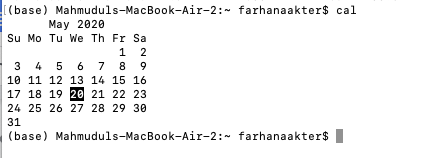 (base) Mahmuduls-MacBook-Air-2:~ farhanaakter$ cal
      May 2020
Su Mo Tu We Th Fr Sa
                1  2
 3  4  5  6  7  8  9
10 11 12 13 14 15 16
17 18 19 20 21 22 23
24 25 26 27 28 29 30
31
(base) Mahmuduls-MacBook-Air-2:~ farhanaakter$